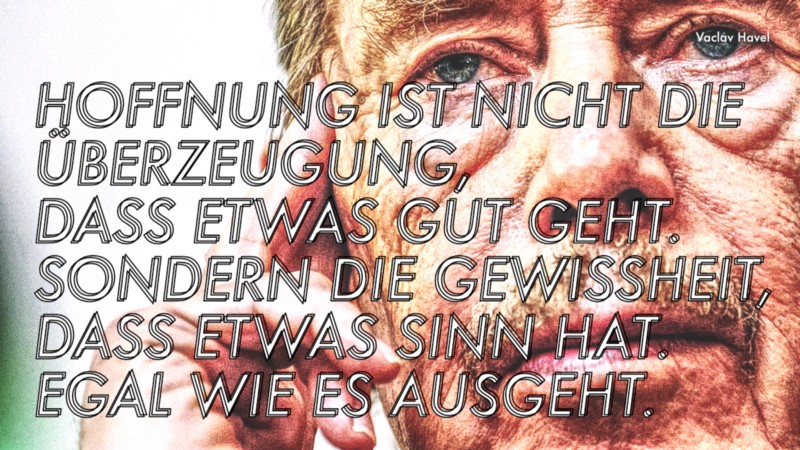 Vaclàv Havel
HOFFNUNG IST NICHT DIE
ÜBERZEUGUNG,
DASS ETWAS GUT GEHT.
SONDERN DIE GEWISSHEIT,
DASS ETWAS SINN HAT.
EGAL WIE ES AUSGEHT.